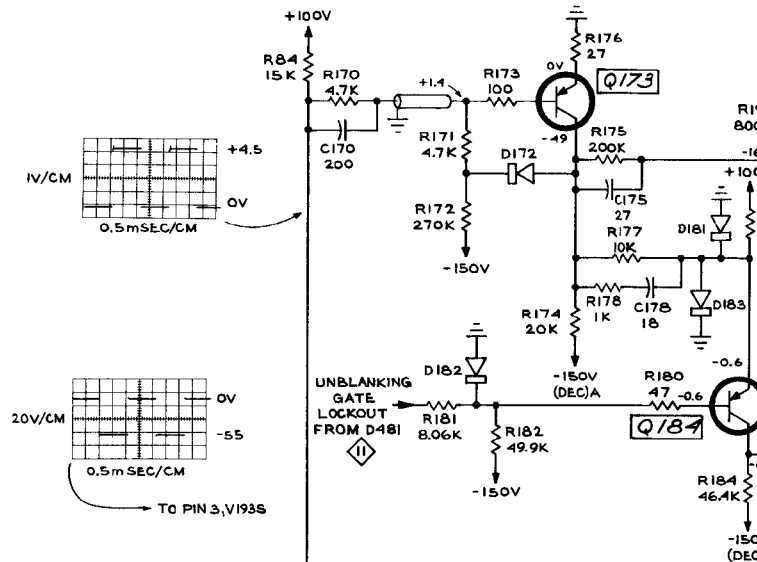 +100V
R84
15K
R170
4.7K
C170
200
+1.4
R173
100
R176
27
0V
Q173
-49
R171
4.7K
D172
R175
200K
C175
27
-16
+100
R172
270K
-150V
R177
10K
D181
R178
1K
C178
18
D183
R174
20K
-150V
(DEC)A
1V/CM
+4.5
0V
0.5mSEC/CM
20V/CM
0V
-55
0.5mSEC/CM
TO PIN 3, V193S
UNBLANKING
GATE
LOCKOUT
FROM D481
11
D182
R181
8.06K
R182
49.9K
-150V
R180
47
-0.6
-0.6
Q184
R184
46.4K
-150
(DEC